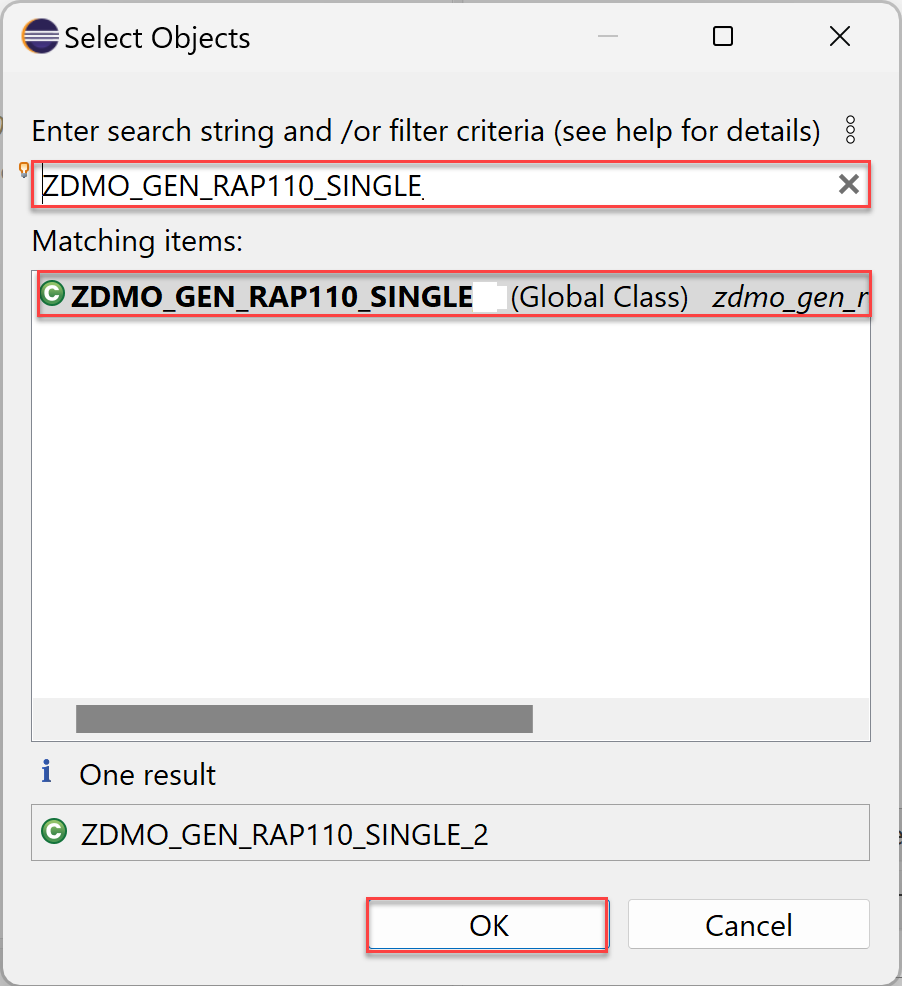 Select Objects
Enter search string and /or filter criteria (see help for details)
ZDMO_GEN_RAP110_SINGLE
Matching items:
ZDMO_GEN_RAP110_SINGLE (Global Class) zdmo_gen_r
One result
ZDMO_GEN_RAP110_SINGLE_2
OK Cancel